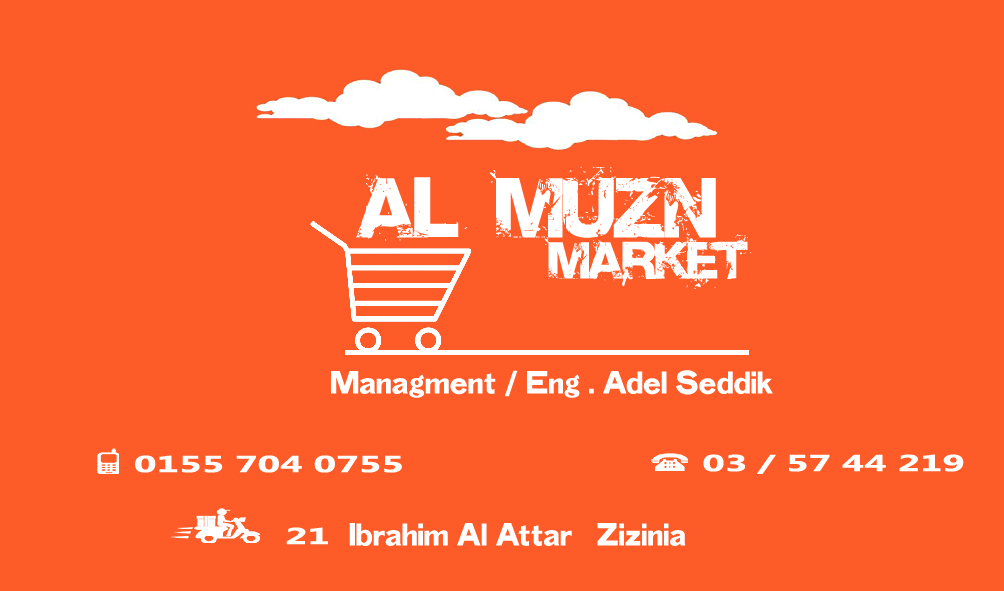 AL MUZN
MARKET
Managment / Eng . Adel Seddik
0155 704 0755
03 / 57 44 219
21 Ibrahim Al Attar Zizinia